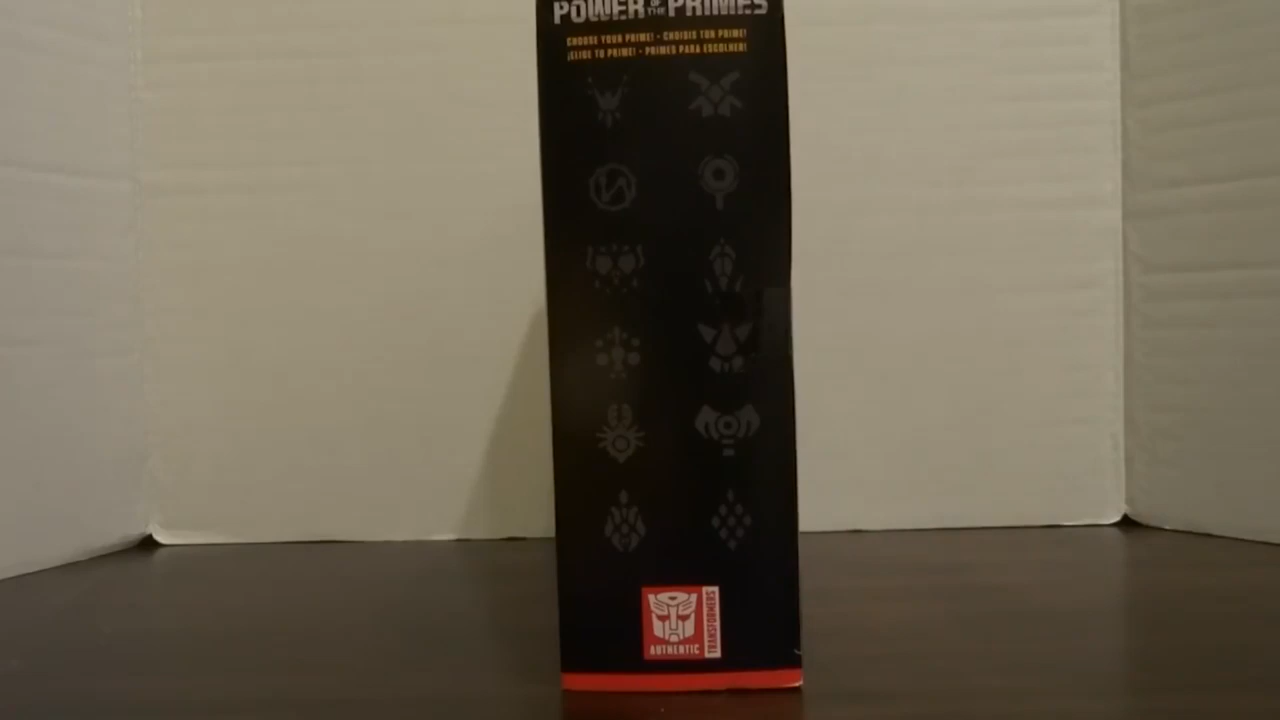 POWER OF THE PRIMES
CHOOSE YOUR PRIME! • CHOISIS TON PRIME!
¡ELIGE TU PRIME! • PRIMES PARA ESCOLHER!
AUTHENTIC
TRANSFORMERS